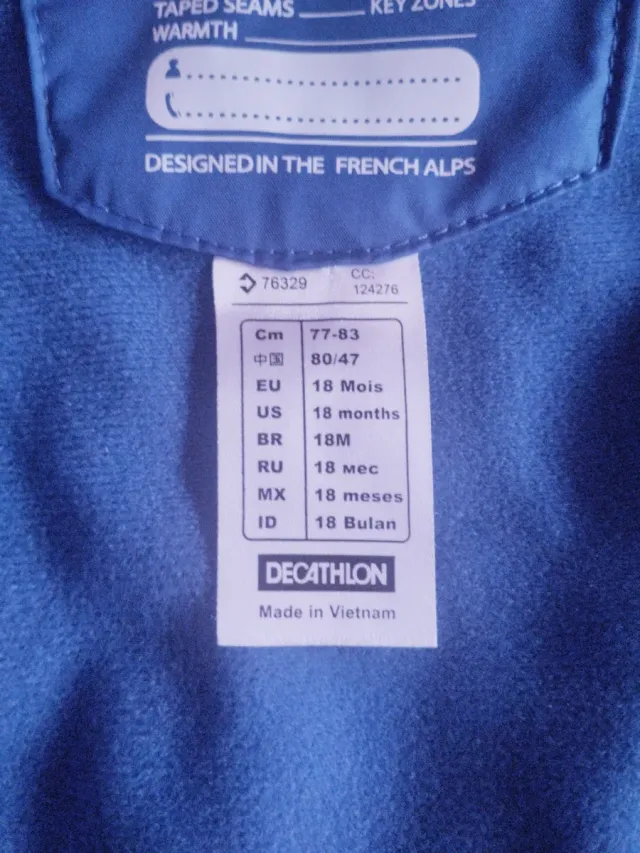 TAPED SEAMS KEY ZONES
WARMTH
DESIGNED IN THE FRENCH ALPS
76329 CC: 124276
Cm 77-83
中国 80/47
EU 18 Mois
US 18 months
BR 18M
RU 18 мес
MX 18 meses
ID 18 Bulan
DECATHLON
Made in Vietnam